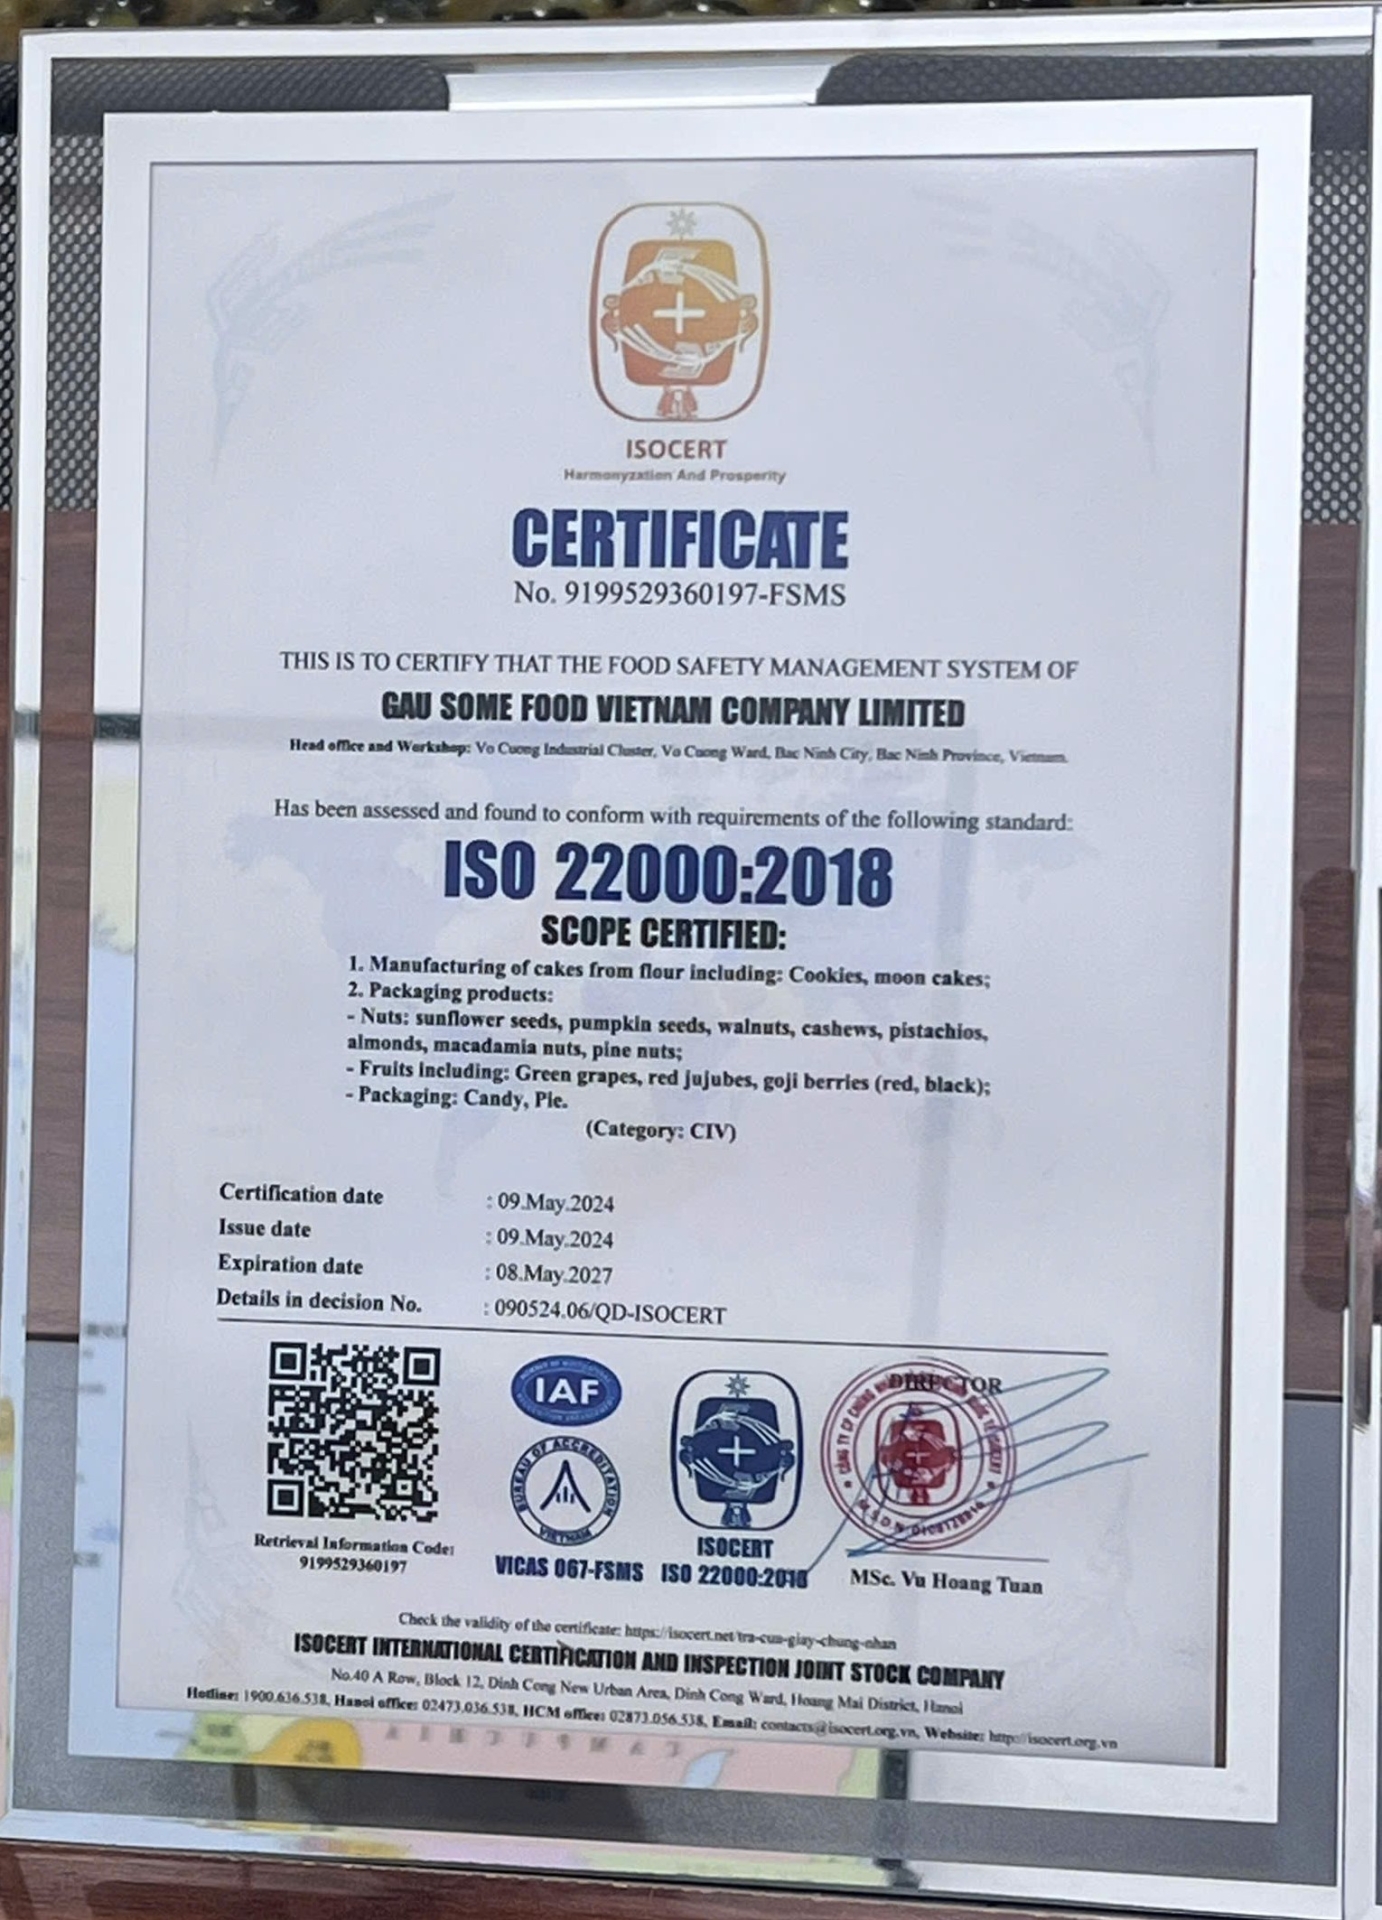 ISOCERT
Harmonyzation And Prosperity
CERTIFICATE
No. 9199529360197-FSMS
THIS IS TO CERTIFY THAT THE FOOD SAFETY MANAGEMENT SYSTEM OF
GAU SOME FOOD VIETNAM COMPANY LIMITED
Head office and Workshop: Vo Cuong Industrial Cluster, Vo Cuong Ward, Bac Ninh City, Bac Ninh Province, Vietnam.
Has been assessed and found to conform with requirements of the following standard:
ISO 22000:2018
SCOPE CERTIFIED:
1. Manufacturing of cakes from flour including: Cookies, moon cakes;
2. Packaging products:
- Nuts: sunflower seeds, pumpkin seeds, walnuts, cashews, pistachios,
almonds, macadamia nuts, pine nuts;
- Fruits including: Green grapes, red jujubes, goji berries (red, black);
- Packaging: Candy, Pie.
(Category: CIV)
Certification date : 09.May.2024
Issue date : 09.May.2024
Expiration date : 08.May.2027
Details in decision No. : 090524.06/QD-ISOCERT
IAF
BUREAU OF ACCREDITATION
VIETNAM
VICAS 067-FSMS
ISOCERT
ISO 22000:2018
DIRECTOR
MSc. Vu Hoang Tuan
Retrieval Information Code:
9199529360197
Check the validity of the certificate: https://isocert.net/tra-cuu-giay-chung-nhan
ISOCERT INTERNATIONAL CERTIFICATION AND INSPECTION JOINT STOCK COMPANY
No.40 A Row, Block 12, Dinh Cong New Urban Area, Dinh Cong Ward, Hoang Mai District, Hanoi
Hotline: 1900.636.538, Hanoi office: 02473.036.538, HCM office: 02873.056.538, Email: contacts@isocert.org.vn, Website: http://isocert.org.vn